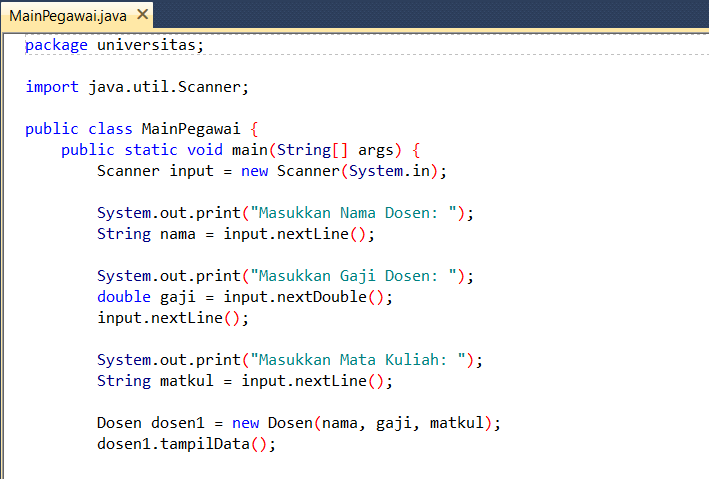 MainPegawai.java
package universitas;
import java.util.Scanner;
public class MainPegawai {
public static void main(String[] args) {
Scanner input = new Scanner(System.in);
System.out.print("Masukkan Nama Dosen: ");
String nama = input.nextLine();
System.out.print("Masukkan Gaji Dosen: ");
double gaji = input.nextDouble();
input.nextLine();
System.out.print("Masukkan Mata Kuliah: ");
String matkul = input.nextLine();
Dosen dosen1 = new Dosen(nama, gaji, matkul);
dosen1.tampilData();